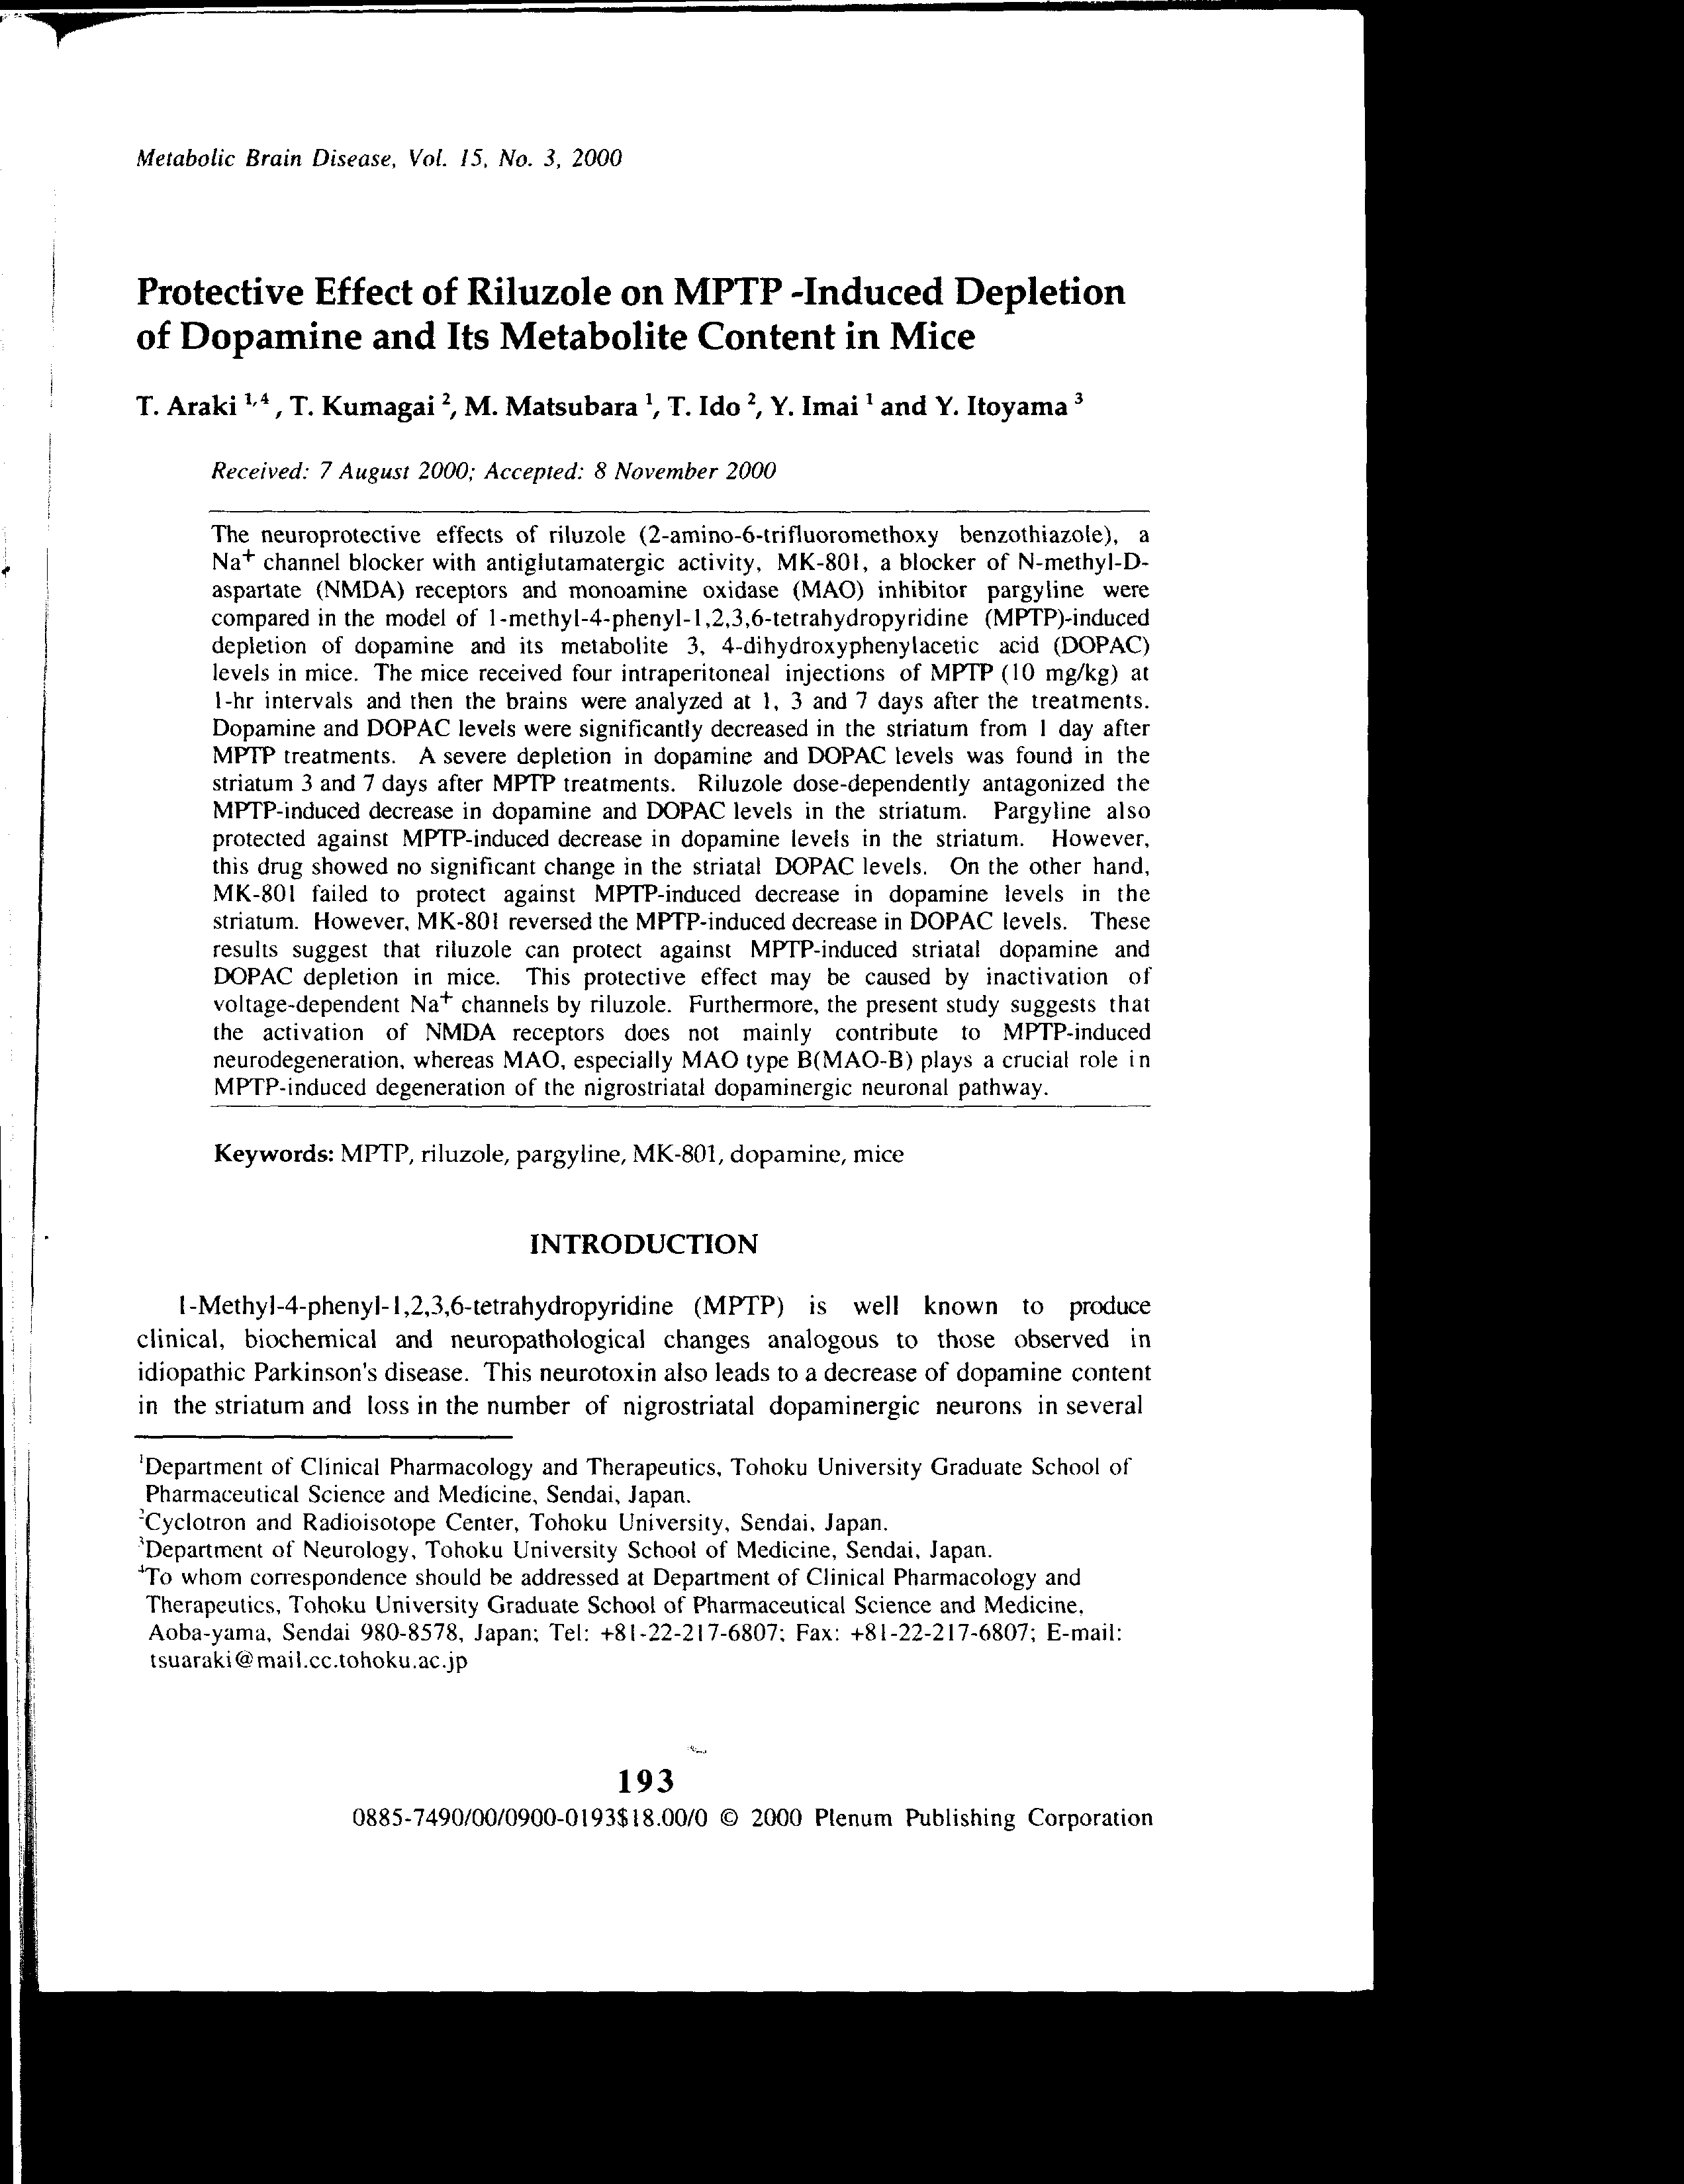 Metabolic Brain Disease, Vol. 15, No. 3, 2000
Protective Effect of Riluzole on MPTP -Induced Depletion
of Dopamine and Its Metabolite Content in Mice
T. Araki 1,4 , T. Kumagai 2, M. Matsubara 1, T. Ido 2, Y. Imai 1 and Y. Itoyama 3
Received: 7 August 2000; Accepted: 8 November 2000
The neuroprotective effects of riluzole (2-amino-6-trifluoromethoxy benzothiazole), a
Na+ channel blocker with antiglutamatergic activity, MK-801, a blocker of N-methyl-D-
aspartate (NMDA) receptors and monoamine oxidase (MAO) inhibitor pargyline were
compared in the model of 1-methyl-4-phenyl-1,2,3,6-tetrahydropyridine (MPTP)-induced
depletion of dopamine and its metabolite 3, 4-dihydroxyphenylacetic acid (DOPAC)
levels in mice. The mice received four intraperitoneal injections of MPTP (10 mg/kg) at
1-hr intervals and then the brains were analyzed at 1, 3 and 7 days after the treatments.
Dopamine and DOPAC levels were significantly decreased in the striatum from 1 day after
MPTP treatments. A severe depletion in dopamine and DOPAC levels was found in the
striatum 3 and 7 days after MPTP treatments. Riluzole dose-dependently antagonized the
MPTP-induced decrease in dopamine and DOPAC levels in the striatum. Pargyline also
protected against MPTP-induced decrease in dopamine levels in the striatum. However,
this drug showed no significant change in the striatal DOPAC levels. On the other hand,
MK-801 failed to protect against MPTP-induced decrease in dopamine levels in the
striatum. However, MK-801 reversed the MPTP-induced decrease in DOPAC levels. These
results suggest that riluzole can protect against MPTP-induced striatal dopamine and
DOPAC depletion in mice. This protective effect may be caused by inactivation of
voltage-dependent Na+ channels by riluzole. Furthermore, the present study suggests that
the activation of NMDA receptors does not mainly contribute to MPTP-induced
neurodegeneration, whereas MAO, especially MAO type B(MAO-B) plays a crucial role in
MPTP-induced degeneration of the nigrostriatal dopaminergic neuronal pathway.
Keywords: MPTP, riluzole, pargyline, MK-801, dopamine, mice
INTRODUCTION
1-Methyl-4-phenyl-1,2,3,6-tetrahydropyridine (MPTP) is well known to produce
clinical, biochemical and neuropathological changes analogous to those observed in
idiopathic Parkinson's disease. This neurotoxin also leads to a decrease of dopamine content
in the striatum and loss in the number of nigrostriatal dopaminergic neurons in several
1Department of Clinical Pharmacology and Therapeutics, Tohoku University Graduate School of
Pharmaceutical Science and Medicine, Sendai, Japan.
2Cyclotron and Radioisotope Center, Tohoku University, Sendai, Japan.
3Department of Neurology, Tohoku University School of Medicine, Sendai, Japan.
4To whom correspondence should be addressed at Department of Clinical Pharmacology and
Therapeutics, Tohoku University Graduate School of Pharmaceutical Science and Medicine,
Aoba-yama, Sendai 980-8578, Japan; Tel: +81-22-217-6807; Fax: +81-22-217-6807; E-mail:
tsuaraki@mail.cc.tohoku.ac.jp
193
0885-7490/00/0900-0193$18.00/0 © 2000 Plenum Publishing Corporation